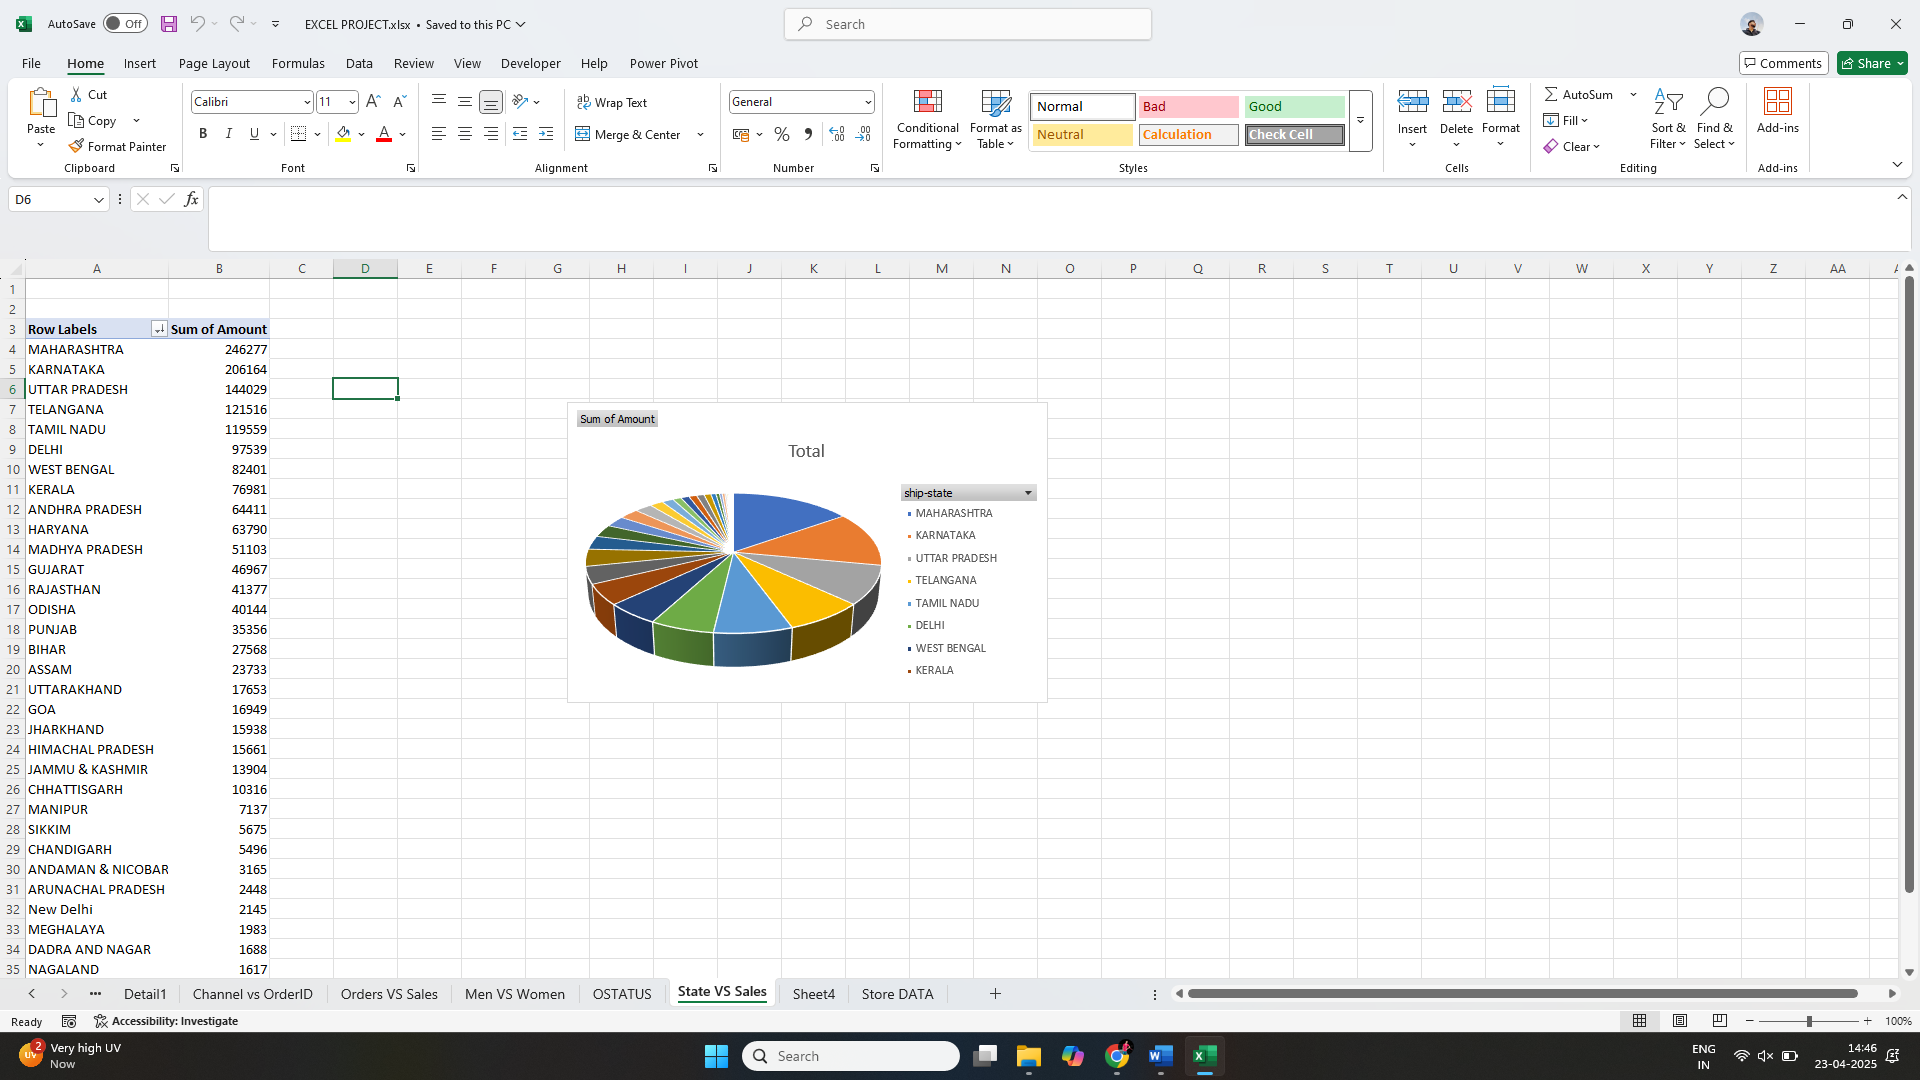 AutoSave Off EXCEL PROJECT.xlsx • Saved to this PC Search
File Home Insert Page Layout Formulas Data Review View Developer Help Power Pivot Comments Share
Paste Cut Copy Format Painter Clipboard
Calibri 11 B I U Font
Wrap Text Merge & Center Alignment
General % Number
Conditional Formatting Format as Table
Normal Bad Good
Neutral Calculation Check Cell
Styles
Insert Delete Format Cells
AutoSum Fill Clear Sort & Filter Find & Select Editing
Add-ins Add-ins
D6 fx
A B C D E F G H I J K L M N O P Q R S T U V W X Y Z AA
1
2
3 Row Labels Sum of Amount
4 MAHARASHTRA 246277
5 KARNATAKA 206164
6 UTTAR PRADESH 144029
7 TELANGANA 121516
8 TAMIL NADU 119559
9 DELHI 97539
10 WEST BENGAL 82401
11 KERALA 76981
12 ANDHRA PRADESH 64411
13 HARYANA 63790
14 MADHYA PRADESH 51103
15 GUJARAT 46967
16 RAJASTHAN 41377
17 ODISHA 40144
18 PUNJAB 35356
19 BIHAR 27568
20 ASSAM 23733
21 UTTARAKHAND 17653
22 GOA 16949
23 JHARKHAND 15938
24 HIMACHAL PRADESH 15661
25 JAMMU & KASHMIR 13904
26 CHHATTISGARH 10316
27 MANIPUR 7137
28 SIKKIM 5675
29 CHANDIGARH 5496
30 ANDAMAN & NICOBAR 3165
31 ARUNACHAL PRADESH 2448
32 New Delhi 2145
33 MEGHALAYA 1983
34 DADRA AND NAGAR 1688
35 NAGALAND 1617
Sum of Amount
Total
ship-state
MAHARASHTRA
KARNATAKA
UTTAR PRADESH
TELANGANA
TAMIL NADU
DELHI
WEST BENGAL
KERALA
Detail1 Channel vs OrderID Orders VS Sales Men VS Women OSTATUS State VS Sales Sheet4 Store DATA
Ready Accessibility: Investigate 100%
2 UV Very high UV
Now
Search
ENG
IN
14:46
23-04-2025